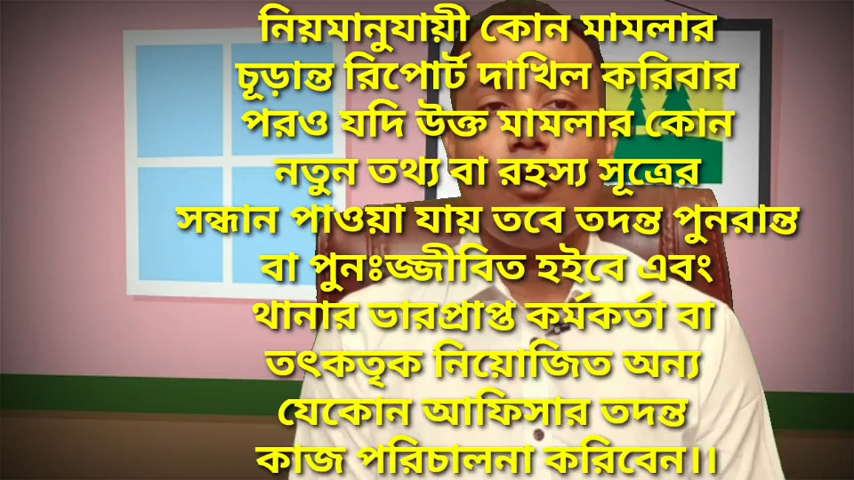 নিয়মানুযায়ী কোন মামলার
চূড়ান্ত রিপোর্ট দাখিল করিবার
পরও যদি উক্ত মামলার কোন
নতুন তথ্য বা রহস্য সূত্রের
সন্ধান পাওয়া যায় তবে তদন্ত পুনরান্ত
বা পুনঃজ্জীবিত হইবে এবং
থানার ভারপ্রাপ্ত কর্মকর্তা বা
তৎকতৃক নিয়োজিত অন্য
যেকোন আফিসার তদন্ত
কাজ পরিচালনা করিবেন।।